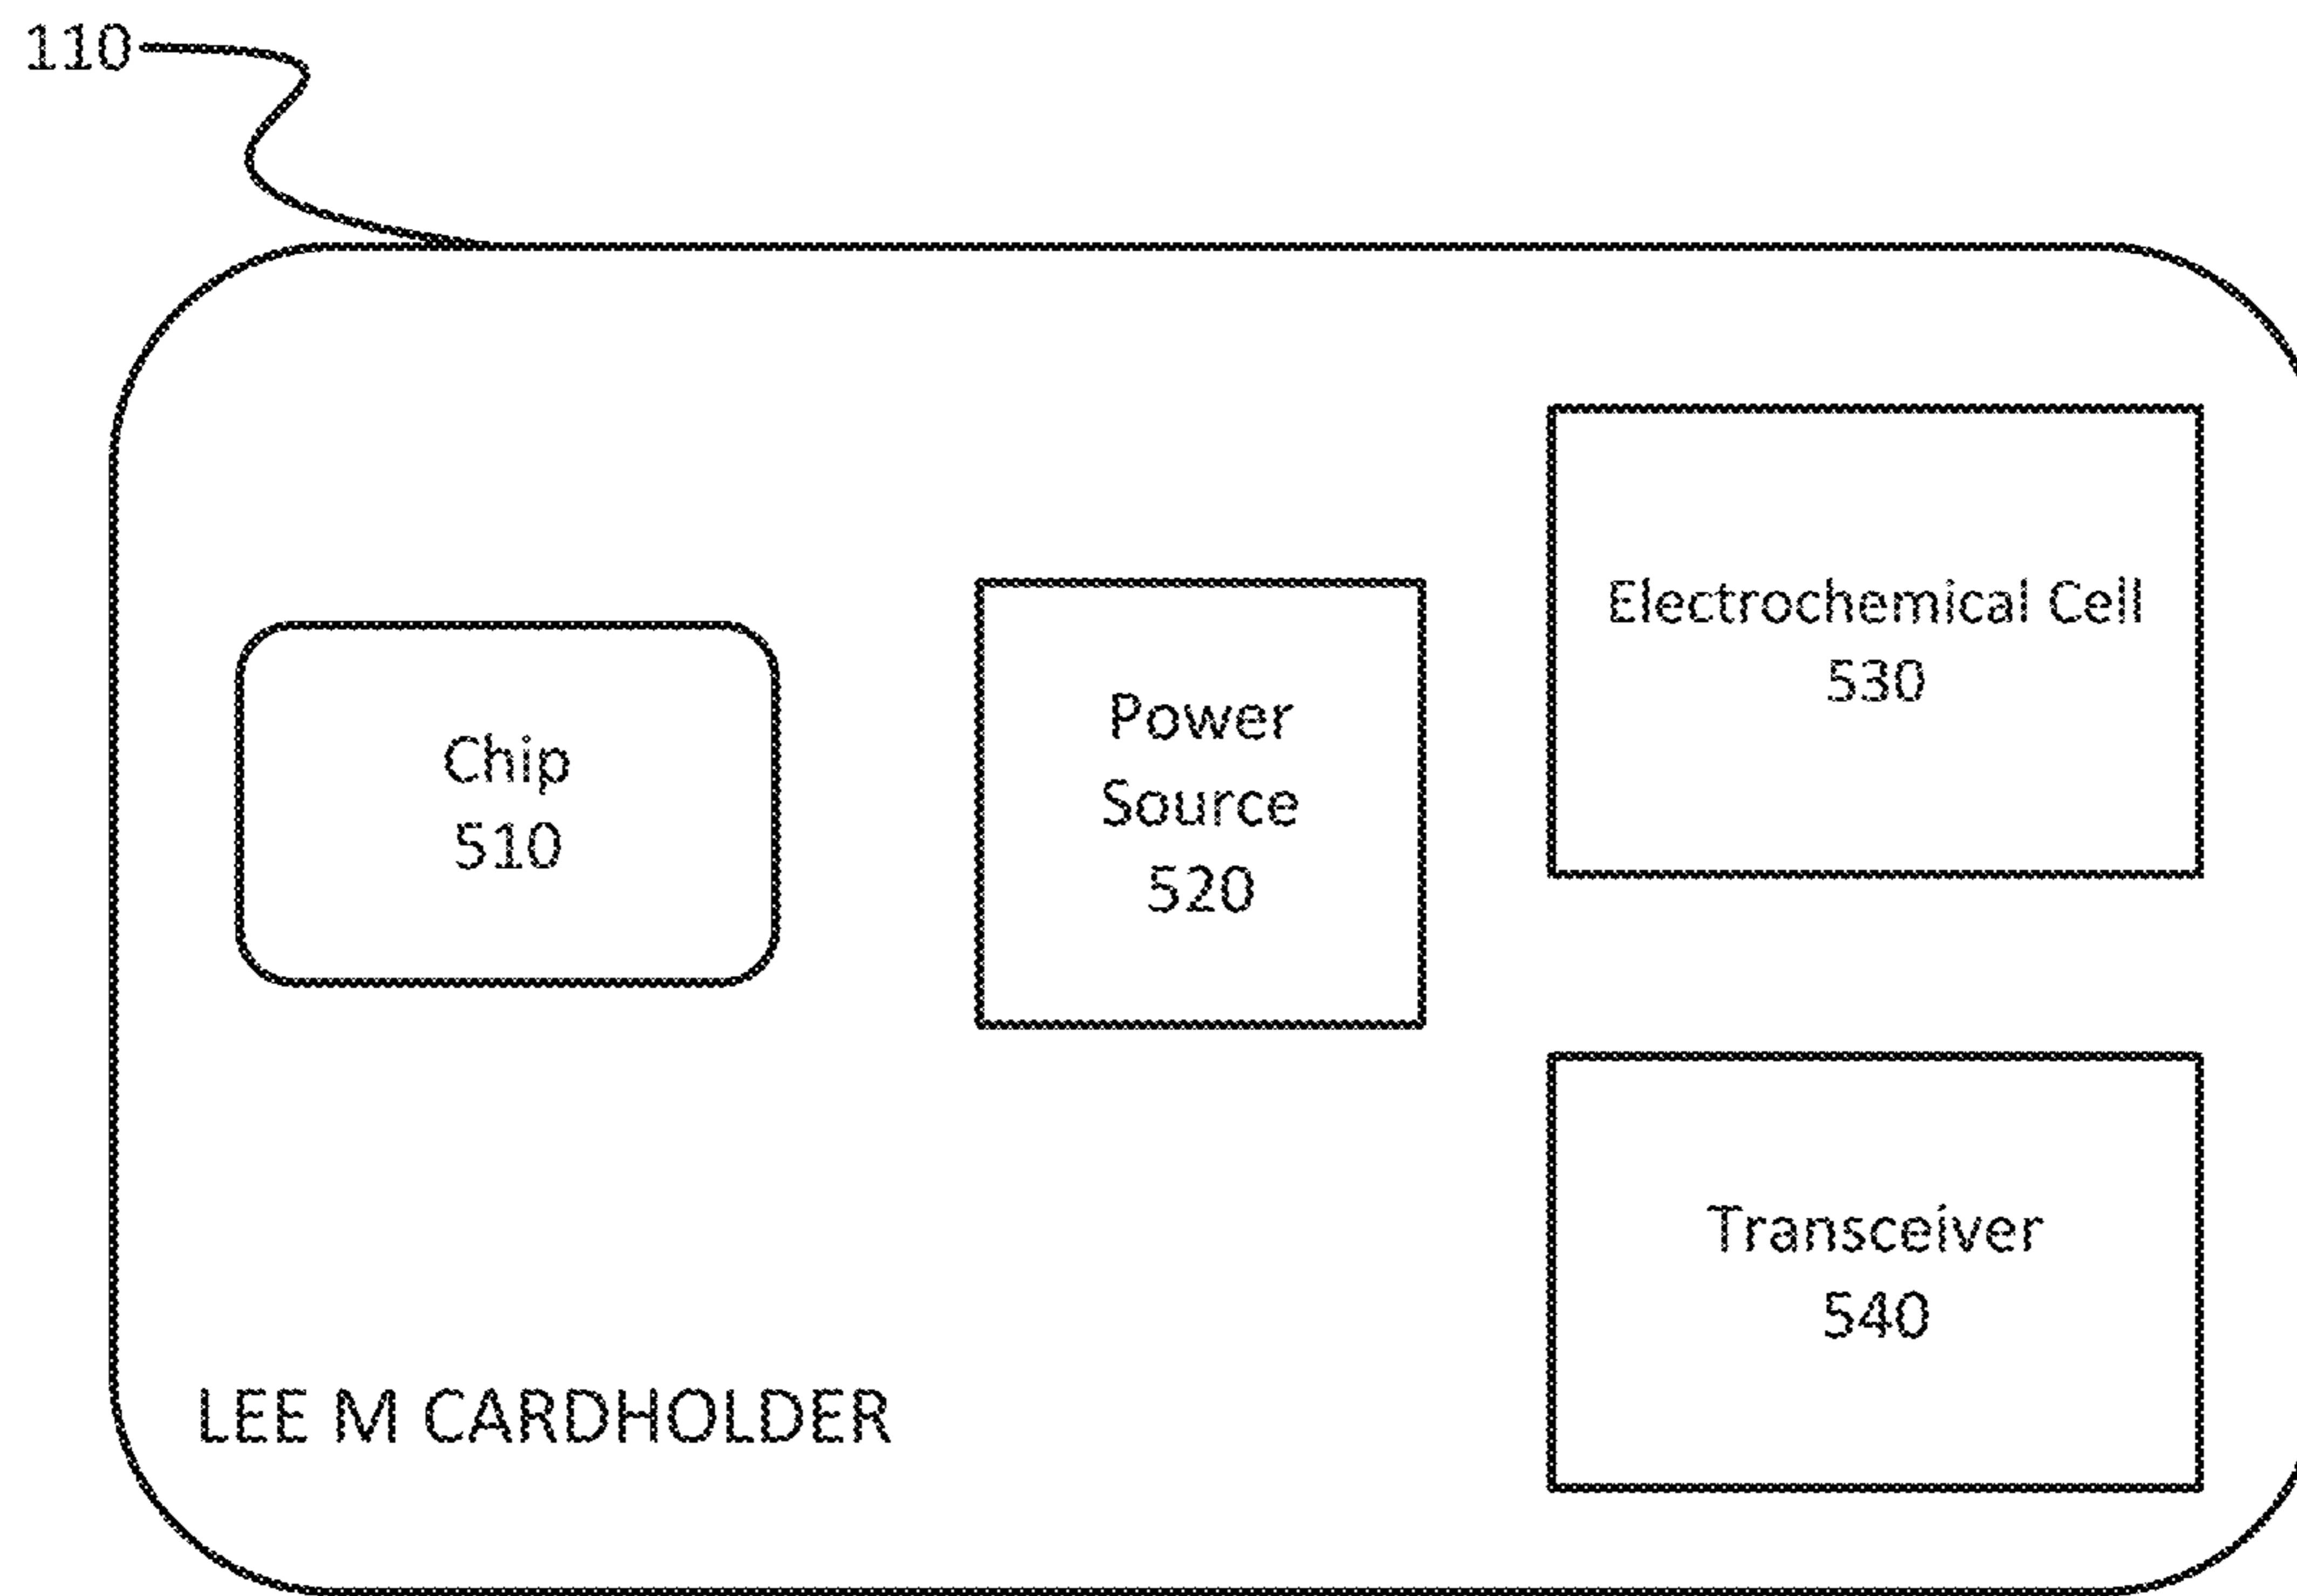 110
Chip
510
Power
Source
520
Electrochemical Cell
530
Transceiver
540
LEE M CARDHOLDER